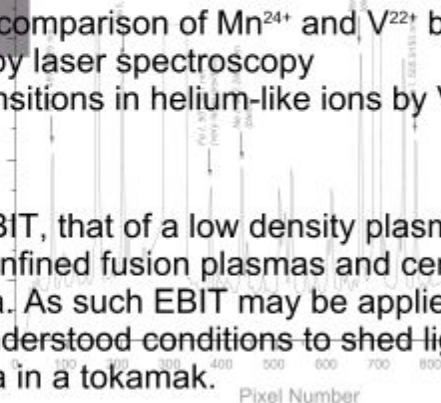 comparison of Mn²⁴⁺ and V²²⁺ b
by laser spectroscopy
nsitions in helium-like ions by V
BIT, that of a low density plasm
nfined fusion plasmas and cer
a. As such EBIT may be applie
derstood conditions to shed lig
a in a tokamak.
0 100 200 300 400 500 600 700 800
Pixel Number